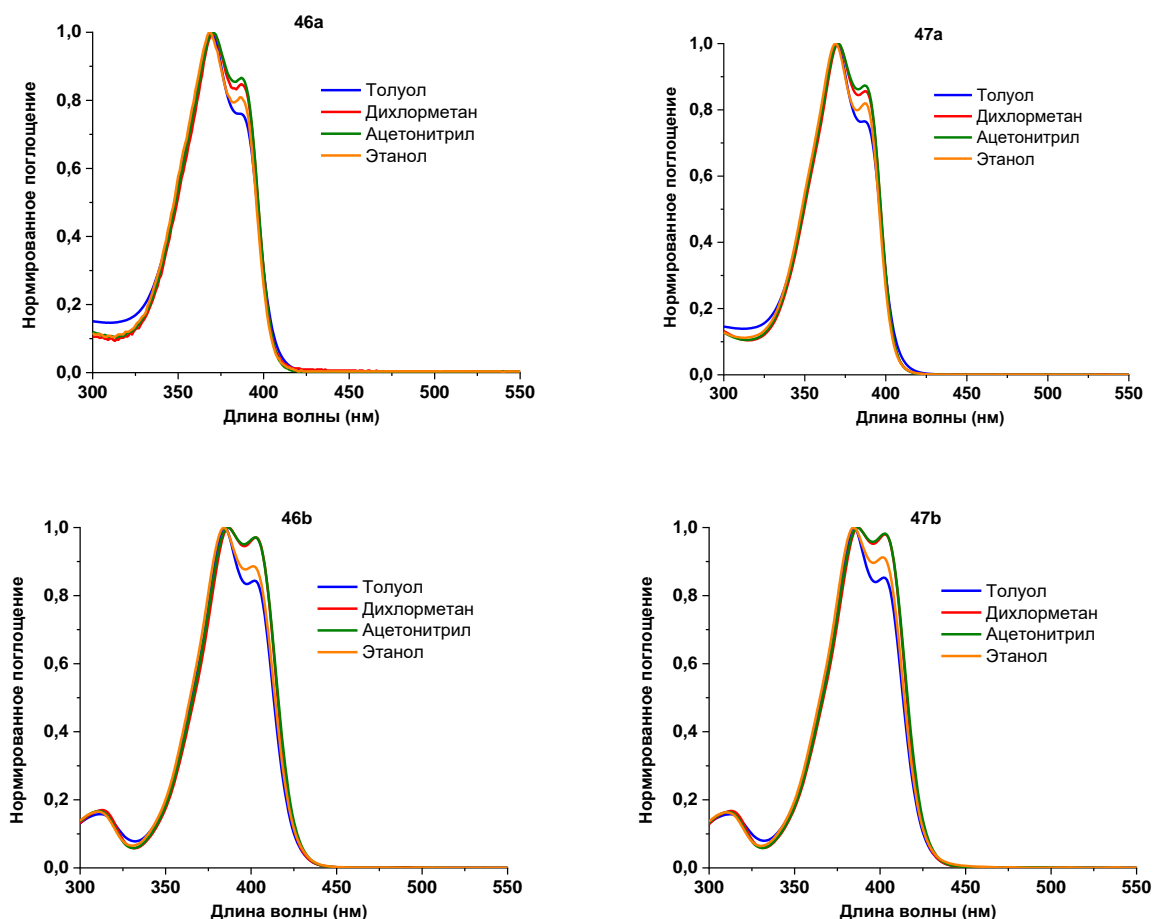 46a
1,0
0,8
0,6
0,4
0,2
0,0
Нормированное поглощение
Толуол
Дихлорметан
Ацетонитрил
Этанол
300 350 400 450 500 550
Длина волны (нм)
47a
1,0
0,8
0,6
0,4
0,2
0,0
Нормированное поглощение
Толуол
Дихлорметан
Ацетонитрил
Этанол
300 350 400 450 500 550
Длина волны (нм)
46b
1,0
0,8
0,6
0,4
0,2
0,0
Нормированное поглощение
Толуол
Дихлорметан
Ацетонитрил
Этанол
300 350 400 450 500 550
Длина волны (нм)
47b
1,0
0,8
0,6
0,4
0,2
0,0
Нормированное поглощение
Толуол
Дихлорметан
Ацетонитрил
Этанол
300 350 400 450 500 550
Длина волны (нм)